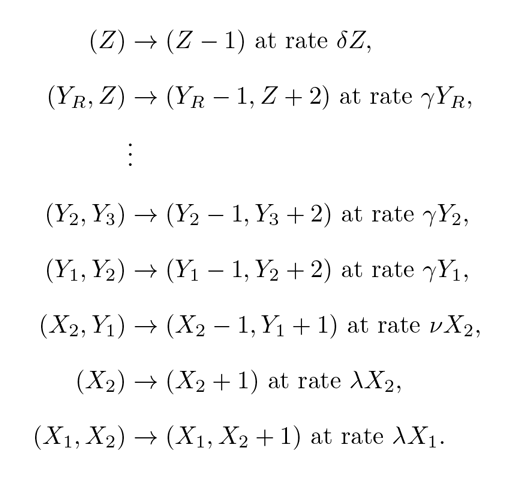 (Z) → (Z − 1) at rate δZ,
(Y_R, Z) → (Y_R − 1, Z + 2) at rate γY_R,
⋮
(Y_2, Y_3) → (Y_2 − 1, Y_3 + 2) at rate γY_2,
(Y_1, Y_2) → (Y_1 − 1, Y_2 + 2) at rate γY_1,
(X_2, Y_1) → (X_2 − 1, Y_1 + 1) at rate νX_2,
(X_2) → (X_2 + 1) at rate λX_2,
(X_1, X_2) → (X_1, X_2 + 1) at rate λX_1.